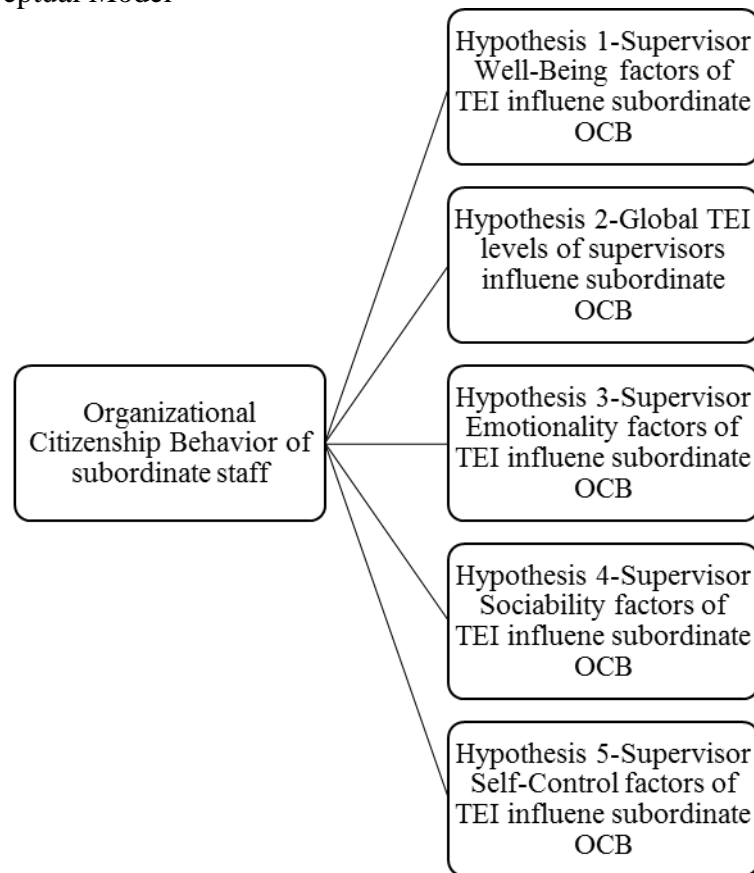 eptual Model
Hypothesis 1-Supervisor
Well-Being factors of
TEI influene subordinate
OCB
Hypothesis 2-Global TEI
levels of supervisors
influene subordinate
OCB
Organizational
Citizenship Behavior of
subordinate staff
Hypothesis 3-Supervisor
Emotionality factors of
TEI influene subordinate
OCB
Hypothesis 4-Supervisor
Sociability factors of
TEI influene subordinate
OCB
Hypothesis 5-Supervisor
Self-Control factors of
TEI influene subordinate
OCB